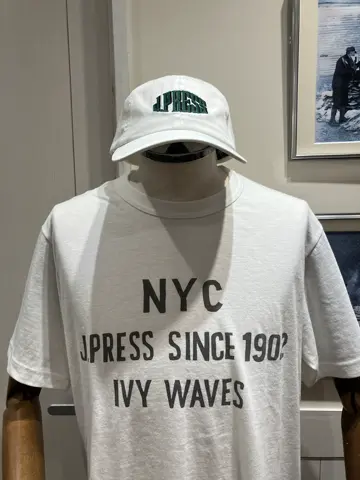 J.PRESS
NYC
J.PRESS SINCE 1902
IVY WAVES